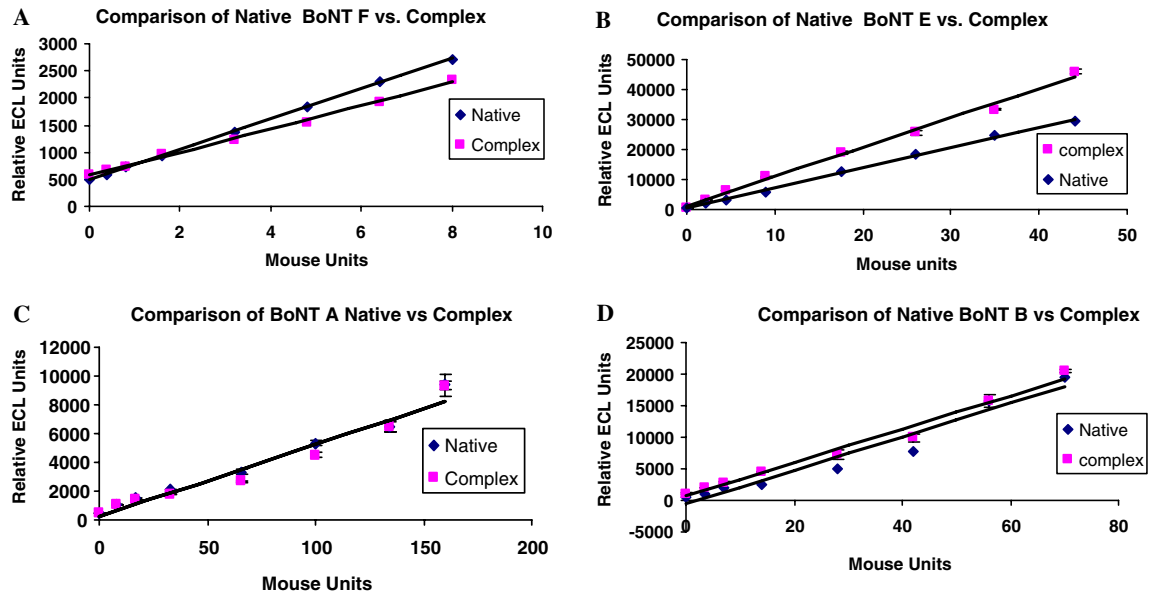 A
Comparison of Native BoNT F vs. Complex
Relative ECL Units
3000
2500
2000
1500
1000
500
0
0 2 4 6 8 10
Mouse Units
Native
Complex
B
Comparison of Native BoNT E vs. Complex
Relative ECL Units
50000
40000
30000
20000
10000
0
0 10 20 30 40 50
Mouse units
complex
Native
C
Comparison of BoNT A Native vs Complex
Relative ECL Units
12000
10000
8000
6000
4000
2000
0
0 50 100 150 200
Mouse Units
Native
Complex
D
Comparison of Native BoNT B vs Complex
Relative ECL Units
25000
20000
15000
10000
5000
0
-5000
0 20 40 60 80
Mouse Units
Native
complex